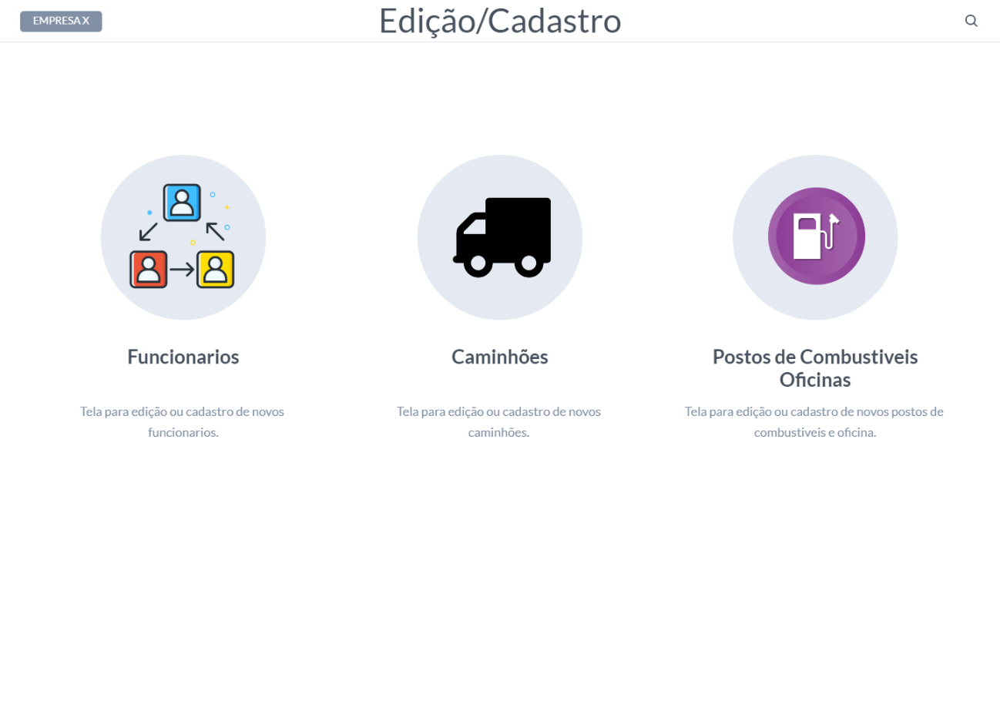 EMPRESA X
Edição/Cadastro
Funcionarios
Tela para edição ou cadastro de novos
funcionarios.
Caminhões
Tela para edição ou cadastro de novos
caminhões.
Postos de Combustiveis
Oficinas
Tela para edição ou cadastro de novos postos de
combustiveis e oficina.